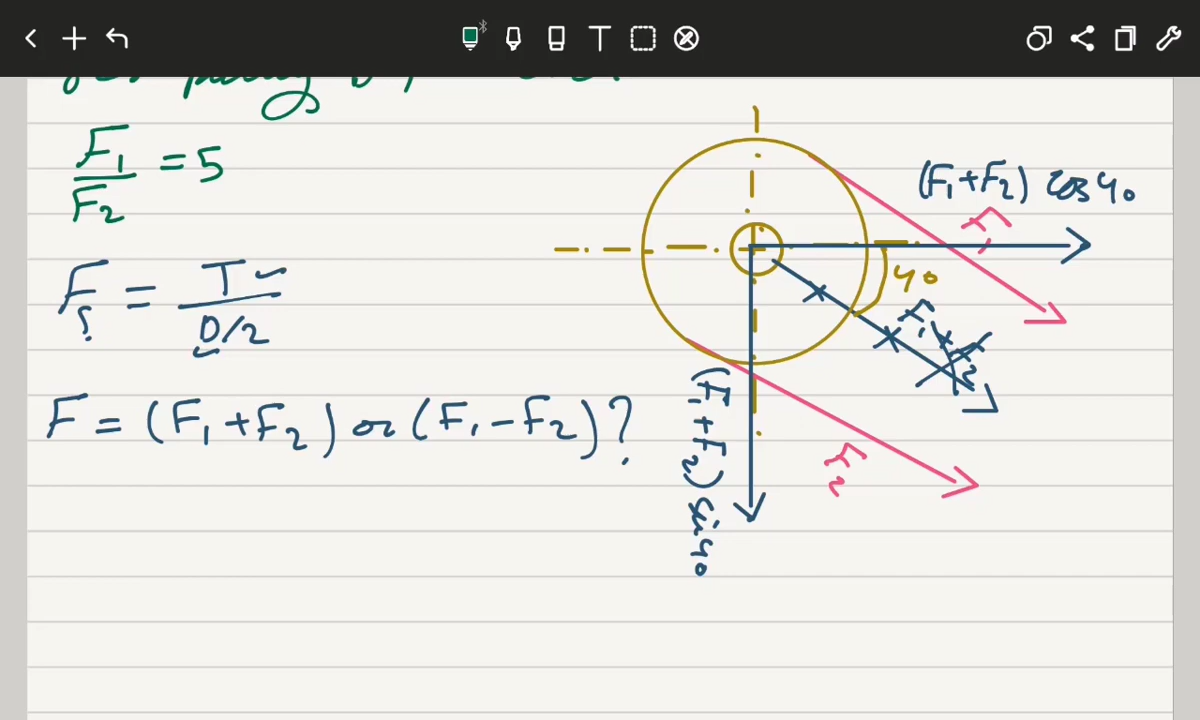 F1/F2 = 5
F = T/(D/2)
?
F = (F1+F2) or (F1-F2)?
(F1+F2) cos 40
F1
40
F1+F2
F2
(F1+F2) sin 40